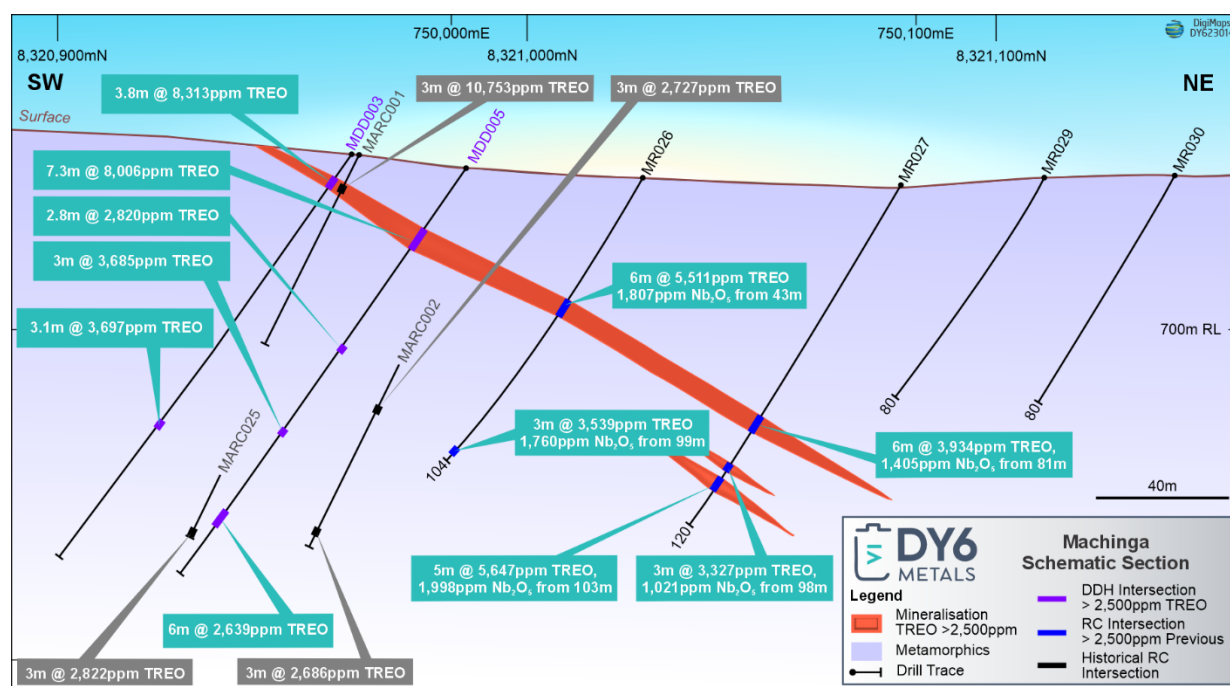 750,000mE
750,100mE
DigiMaps
DY623014
8,320,900mN
8,321,000mN
8,321,100mN
SW
NE
3.8m @ 8,313ppm TREO
3m @ 10,753ppm TREO
3m @ 2,727ppm TREO
Surface
MDD003
MARC001
MDD005
MR026
MR027
MR029
MR030
7.3m @ 8,006ppm TREO
2.8m @ 2,820ppm TREO
3m @ 3,685ppm TREO
3.1m @ 3,697ppm TREO
6m @ 5,511ppm TREO
1,807ppm Nb₂O₅ from 43m
700m RL
MARC002
MARC025
80
80
3m @ 3,539ppm TREO
1,760ppm Nb₂O₅ from 99m
104
6m @ 3,934ppm TREO,
1,405ppm Nb₂O₅ from 81m
120
40m
5m @ 5,647ppm TREO,
1,998ppm Nb₂O₅ from 103m
3m @ 3,327ppm TREO,
1,021ppm Nb₂O₅ from 98m
6m @ 2,639ppm TREO
3m @ 2,822ppm TREO
3m @ 2,686ppm TREO
DY6
METALS
Machinga
Schematic Section
Legend
Mineralisation
TREO >2,500ppm
Metamorphics
Drill Trace
DDH Intersection
> 2,500ppm TREO
RC Intersection
> 2,500ppm Previous
Historical RC
Intersection